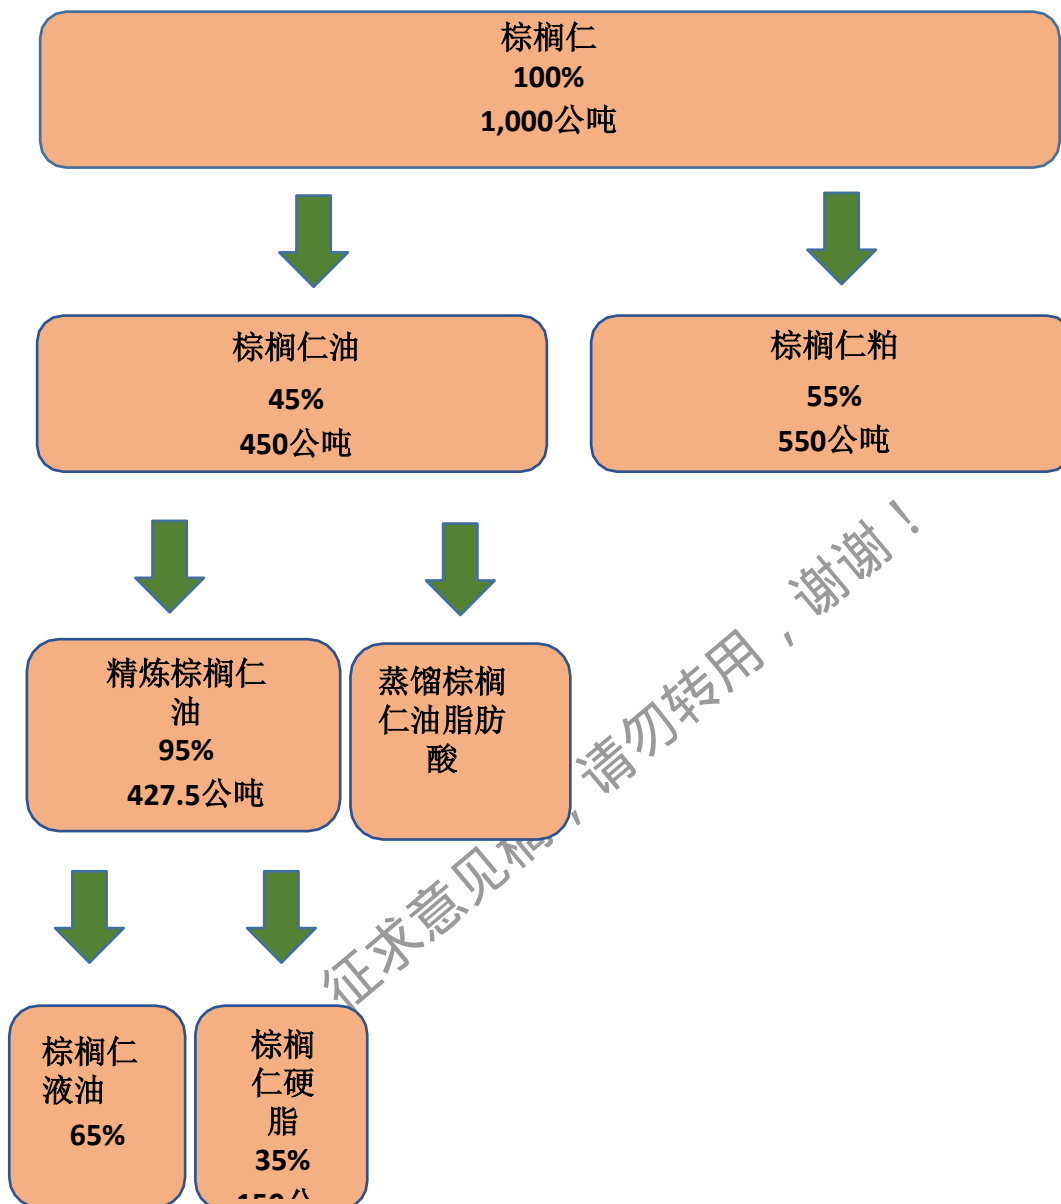 棕榈仁
100%
1,000公吨
棕榈仁油
45%
450公吨
棕榈仁粕
55%
550公吨
精炼棕榈仁
油
95%
427.5公吨
蒸馏棕榈
仁油脂肪
酸
棕榈仁
液油
65%
棕榈
仁硬
脂
35%
征求意见稿，请勿转用，谢谢！